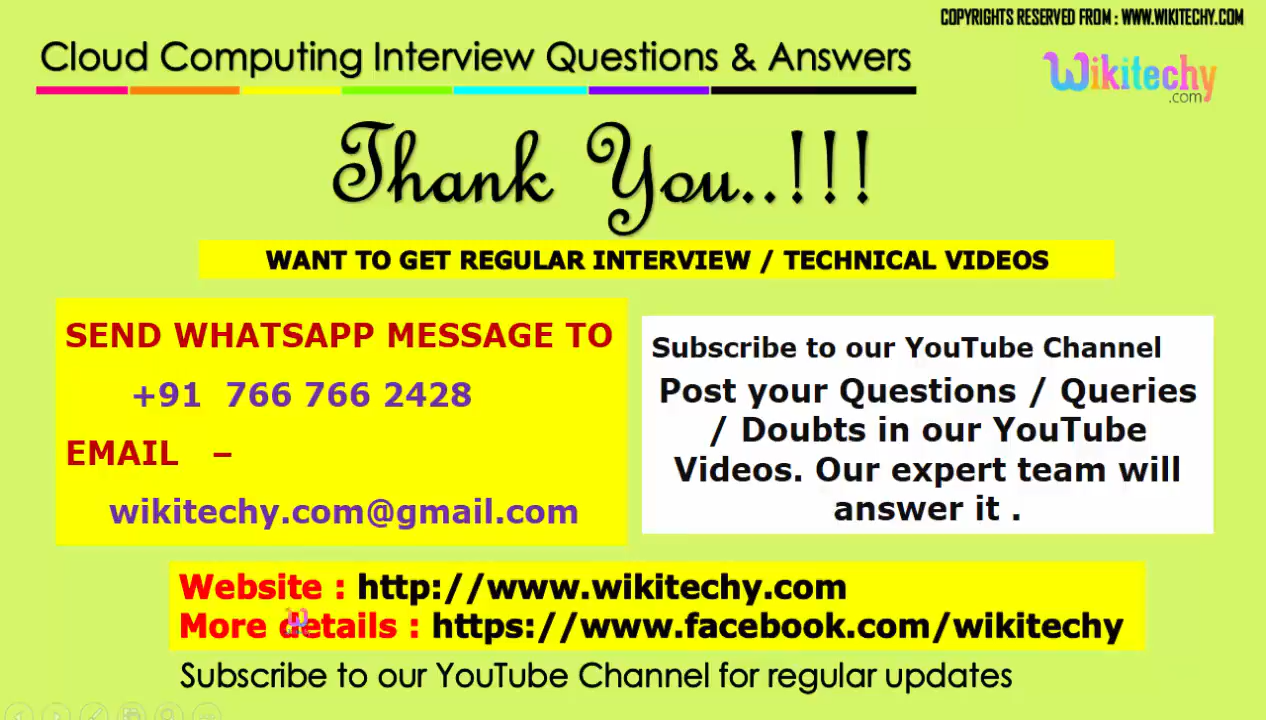 COPYRIGHTS RESERVED FROM : WWW.WIKITECHY.COM
Cloud Computing Interview Questions & Answers
Wikitechy
.com
Thank You..!!!
WANT TO GET REGULAR INTERVIEW / TECHNICAL VIDEOS
SEND WHATSAPP MESSAGE TO
+91 766 766 2428
EMAIL –
wikitechy.com@gmail.com
Subscribe to our YouTube Channel
Post your Questions / Queries
/ Doubts in our YouTube
Videos. Our expert team will
answer it .
Website : http://www.wikitechy.com
More details : https://www.facebook.com/wikitechy
Subscribe to our YouTube Channel for regular updates